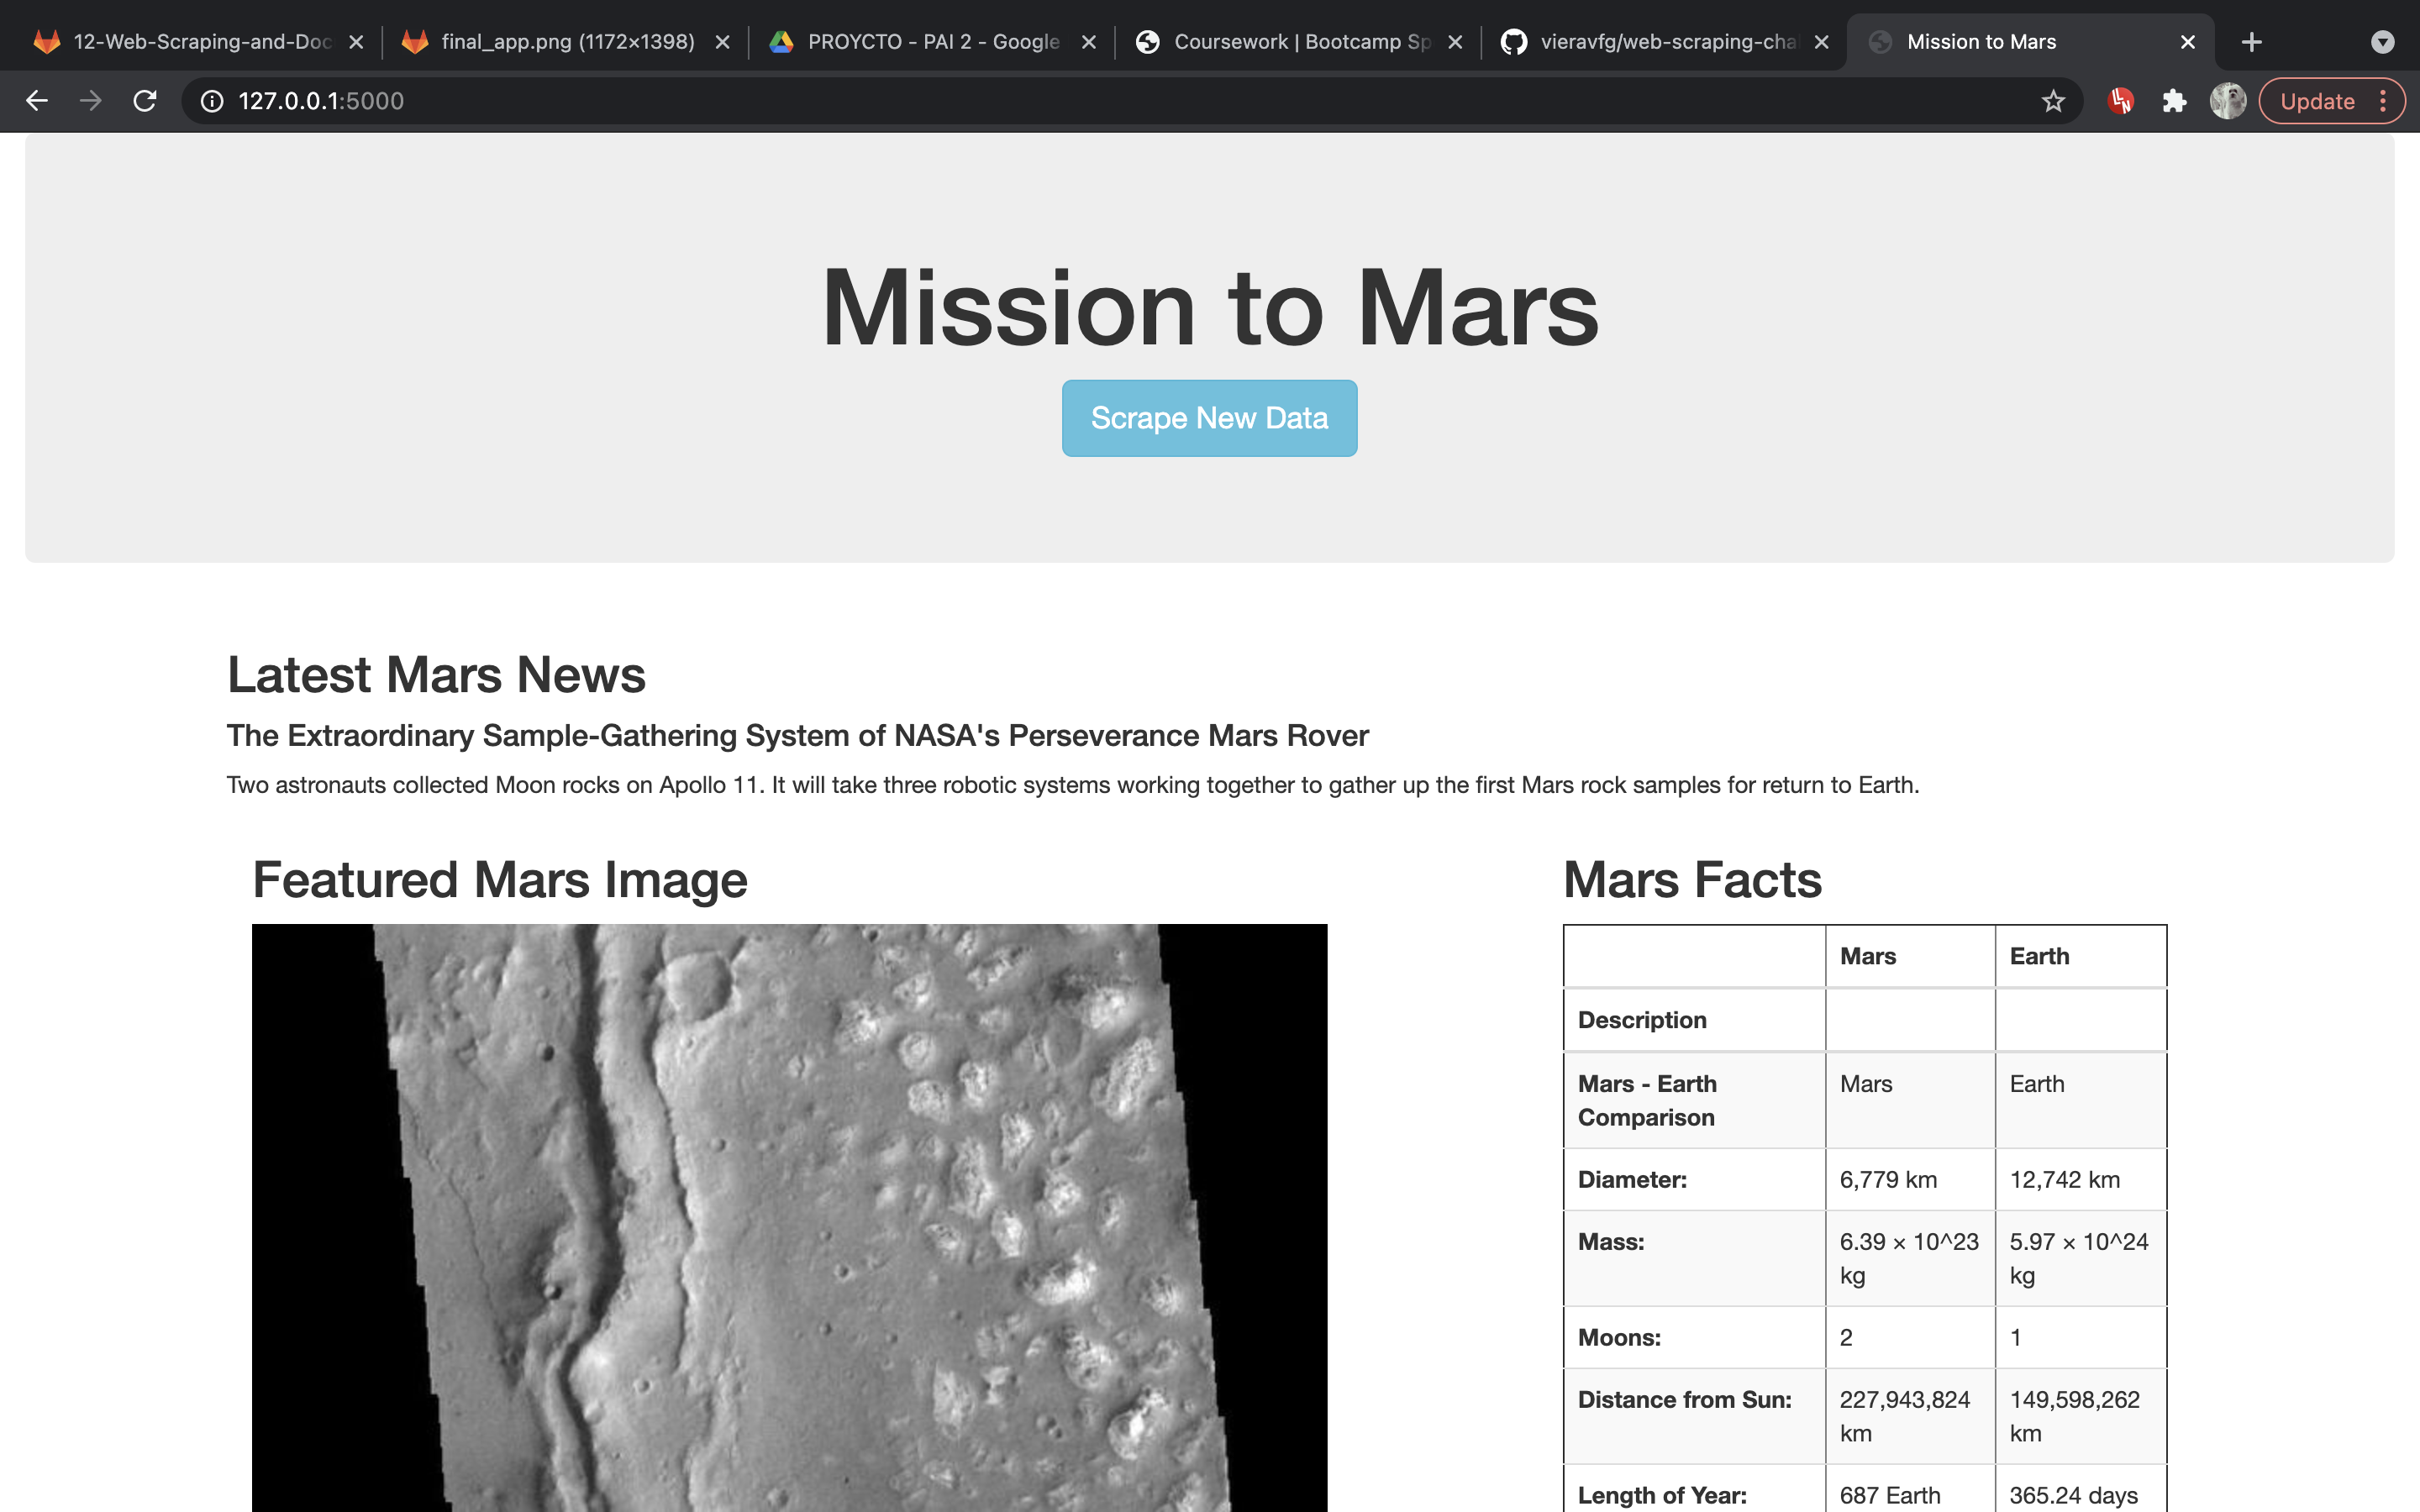 12-Web-Scraping-and-Doc
final_app.png (1172×1398)
PROYCTO - PAI 2 - Google
Coursework | Bootcamp Sp
vieravfg/web-scraping-cha
Mission to Mars
127.0.0.1:5000
Update
Mission to Mars
Scrape New Data
Latest Mars News
The Extraordinary Sample-Gathering System of NASA's Perseverance Mars Rover
Two astronauts collected Moon rocks on Apollo 11. It will take three robotic systems working together to gather up the first Mars rock samples for return to Earth.
Featured Mars Image
Mars Facts
Mars Earth
Description
Mars - Earth Comparison Mars Earth
Diameter: 6,779 km 12,742 km
Mass: 6.39 × 10^23 kg 5.97 × 10^24 kg
Moons: 2 1
Distance from Sun: 227,943,824 km 149,598,262 km
Length of Year: 687 Earth 365.24 days